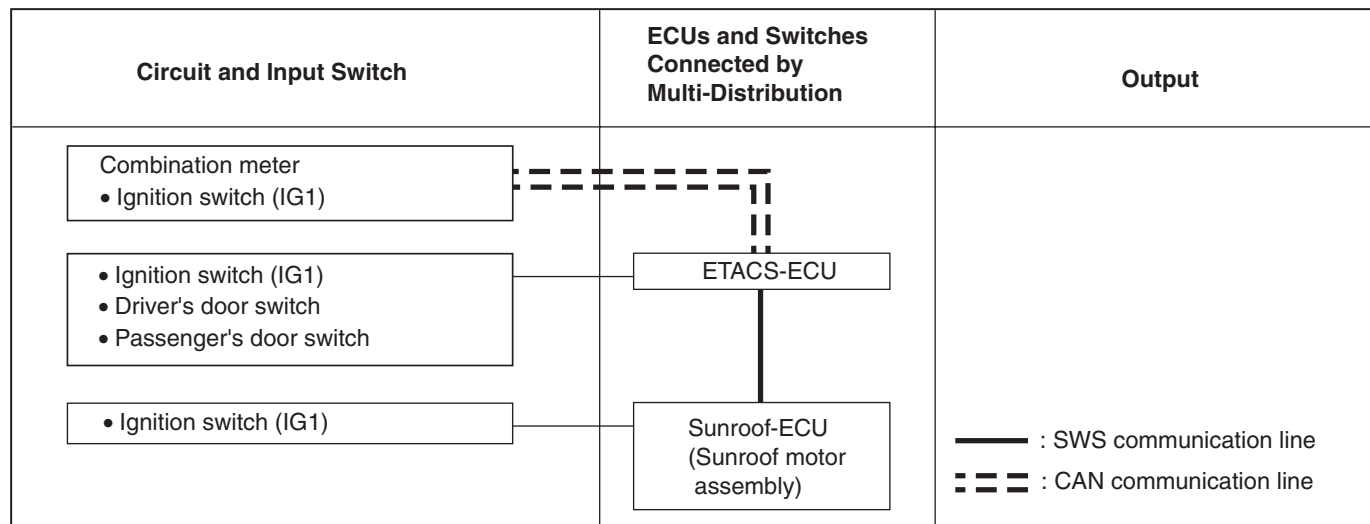 Circuit and Input Switch
ECUs and Switches
Connected by
Multi-Distribution
Output
Combination meter
• Ignition switch (IG1)
• Ignition switch (IG1)
• Driver's door switch
• Passenger's door switch
ETACS-ECU
• Ignition switch (IG1)
Sunroof-ECU
(Sunroof motor
assembly)
: SWS communication line
: CAN communication line